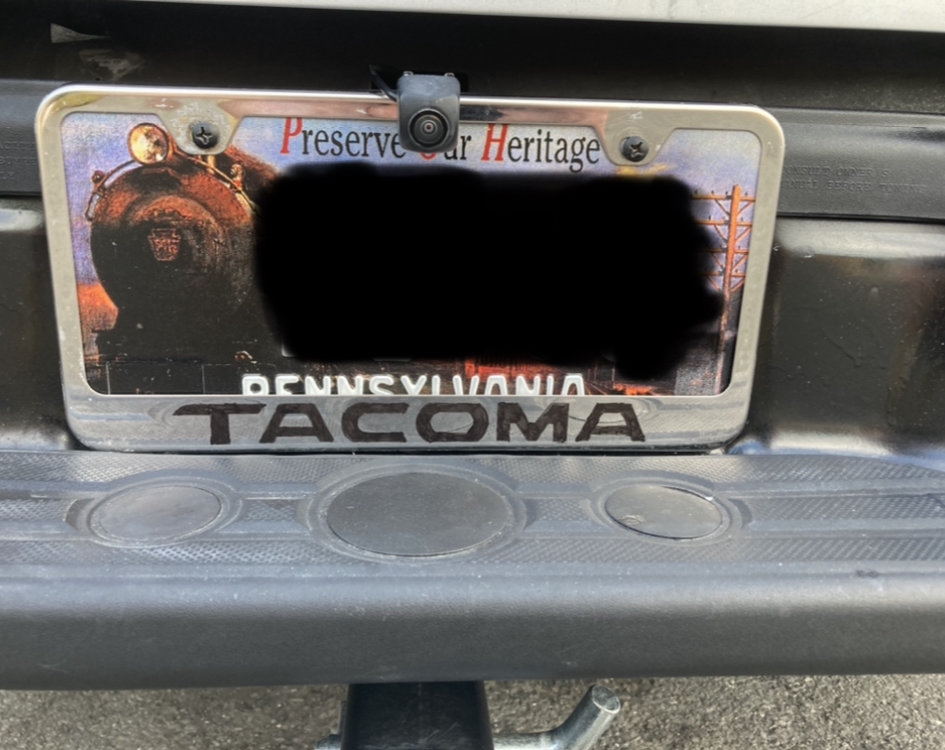 Preserve Our Heritage
PENNSYLVANIA
TACOMA